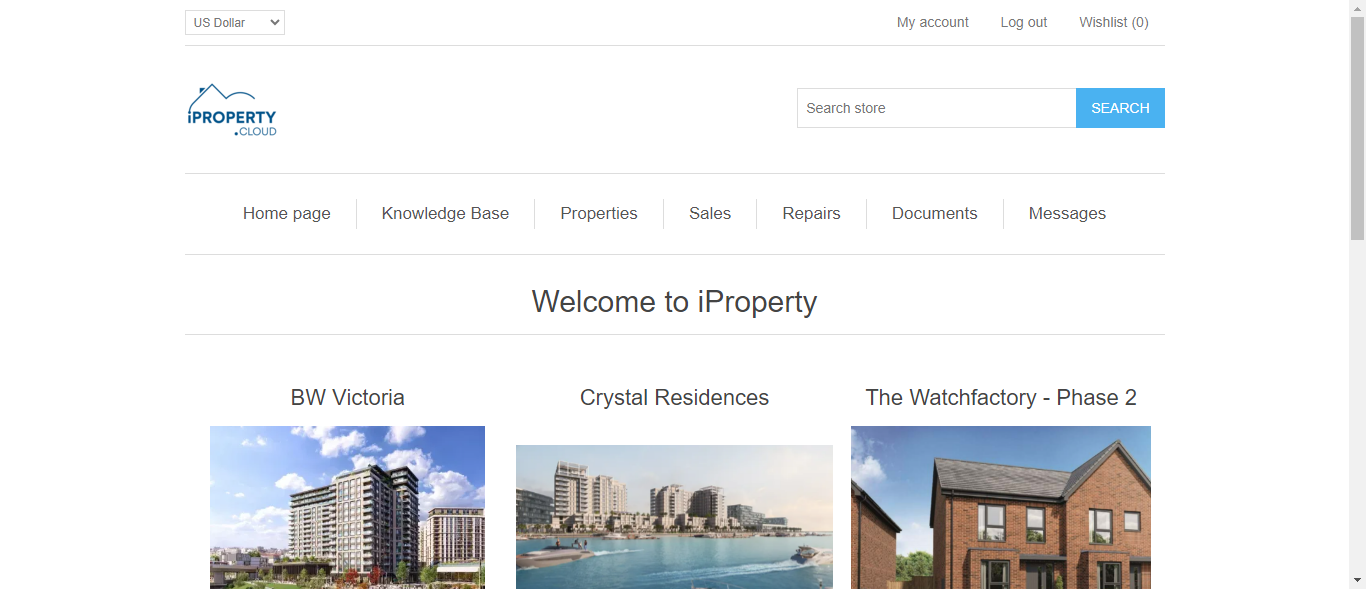 US Dollar
My account
Log out
Wishlist (0)
iPROPERTY
.CLOUD
Search store
SEARCH
Home page
Knowledge Base
Properties
Sales
Repairs
Documents
Messages
Welcome to iProperty
BW Victoria
Crystal Residences
The Watchfactory - Phase 2